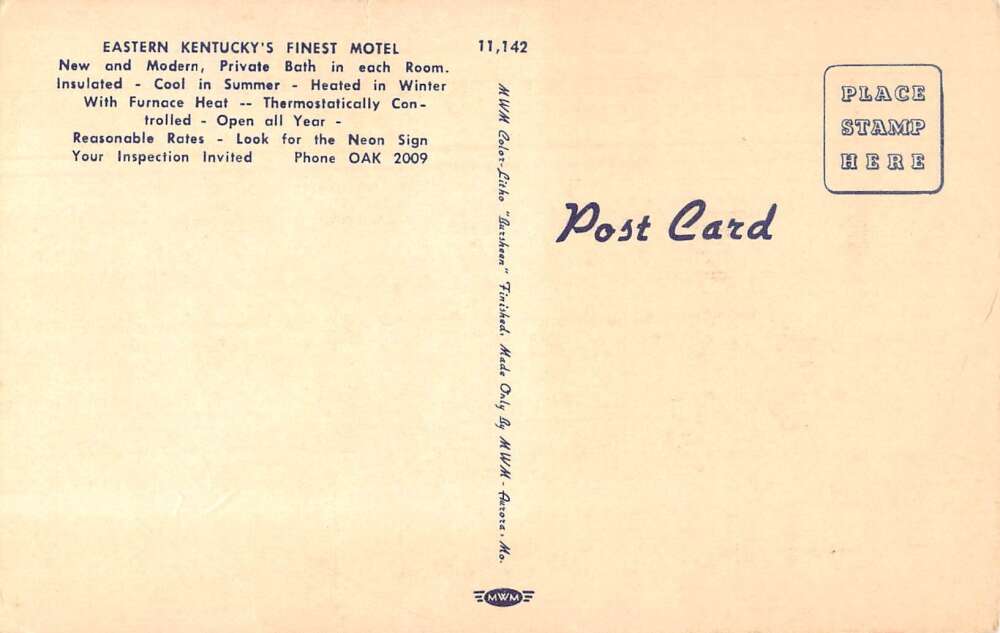 EASTERN KENTUCKY'S FINEST MOTEL
New and Modern, Private Bath in each Room.
Insulated - Cool in Summer - Heated in Winter
With Furnace Heat -- Thermostatically Con-
trolled - Open all Year -
Reasonable Rates - Look for the Neon Sign
Your Inspection Invited Phone OAK 2009
11,142
MWM Color-Litho "Bursheen" Finished, Made Only By MWM - Aurora, Mo.
MWM
Post Card
PLACE
STAMP
HERE